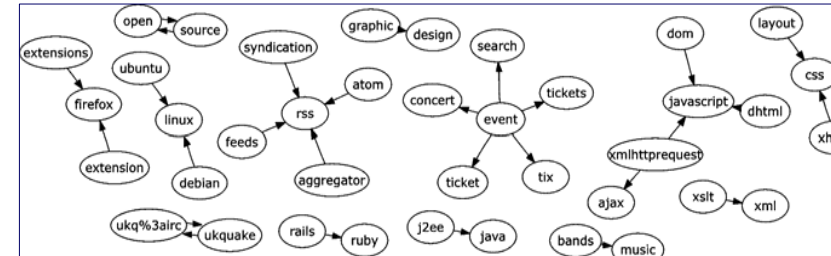 open
source
graphic
design
layout
extensions
syndication
search
dom
ubuntu
css
firefox
atom
tickets
concert
javascript
rss
linux
event
dhtml
feeds
xmlhttprequest
extension
debian
aggregator
ticket
tix
ajax
xslt
xml
ukq%3airc
ukquake
rails
ruby
j2ee
java
bands
music